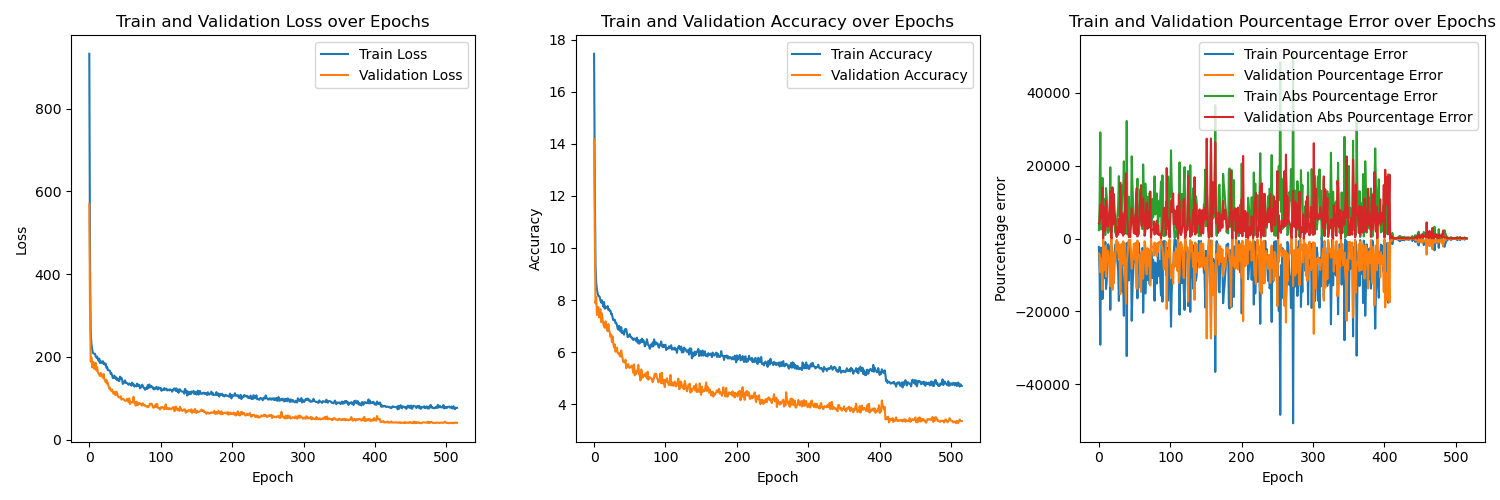 Train and Validation Loss over Epochs
Loss
800
600
400
200
0
0 100 200 300 400 500
Epoch
Train Loss
Validation Loss
Train and Validation Accuracy over Epochs
Accuracy
18
16
14
12
10
8
6
4
0 100 200 300 400 500
Epoch
Train Accuracy
Validation Accuracy
Train and Validation Pourcentage Error over Epochs
Pourcentage error
40000
20000
0
−20000
−40000
0 100 200 300 400 500
Epoch
Train Pourcentage Error
Validation Pourcentage Error
Train Abs Pourcentage Error
Validation Abs Pourcentage Error